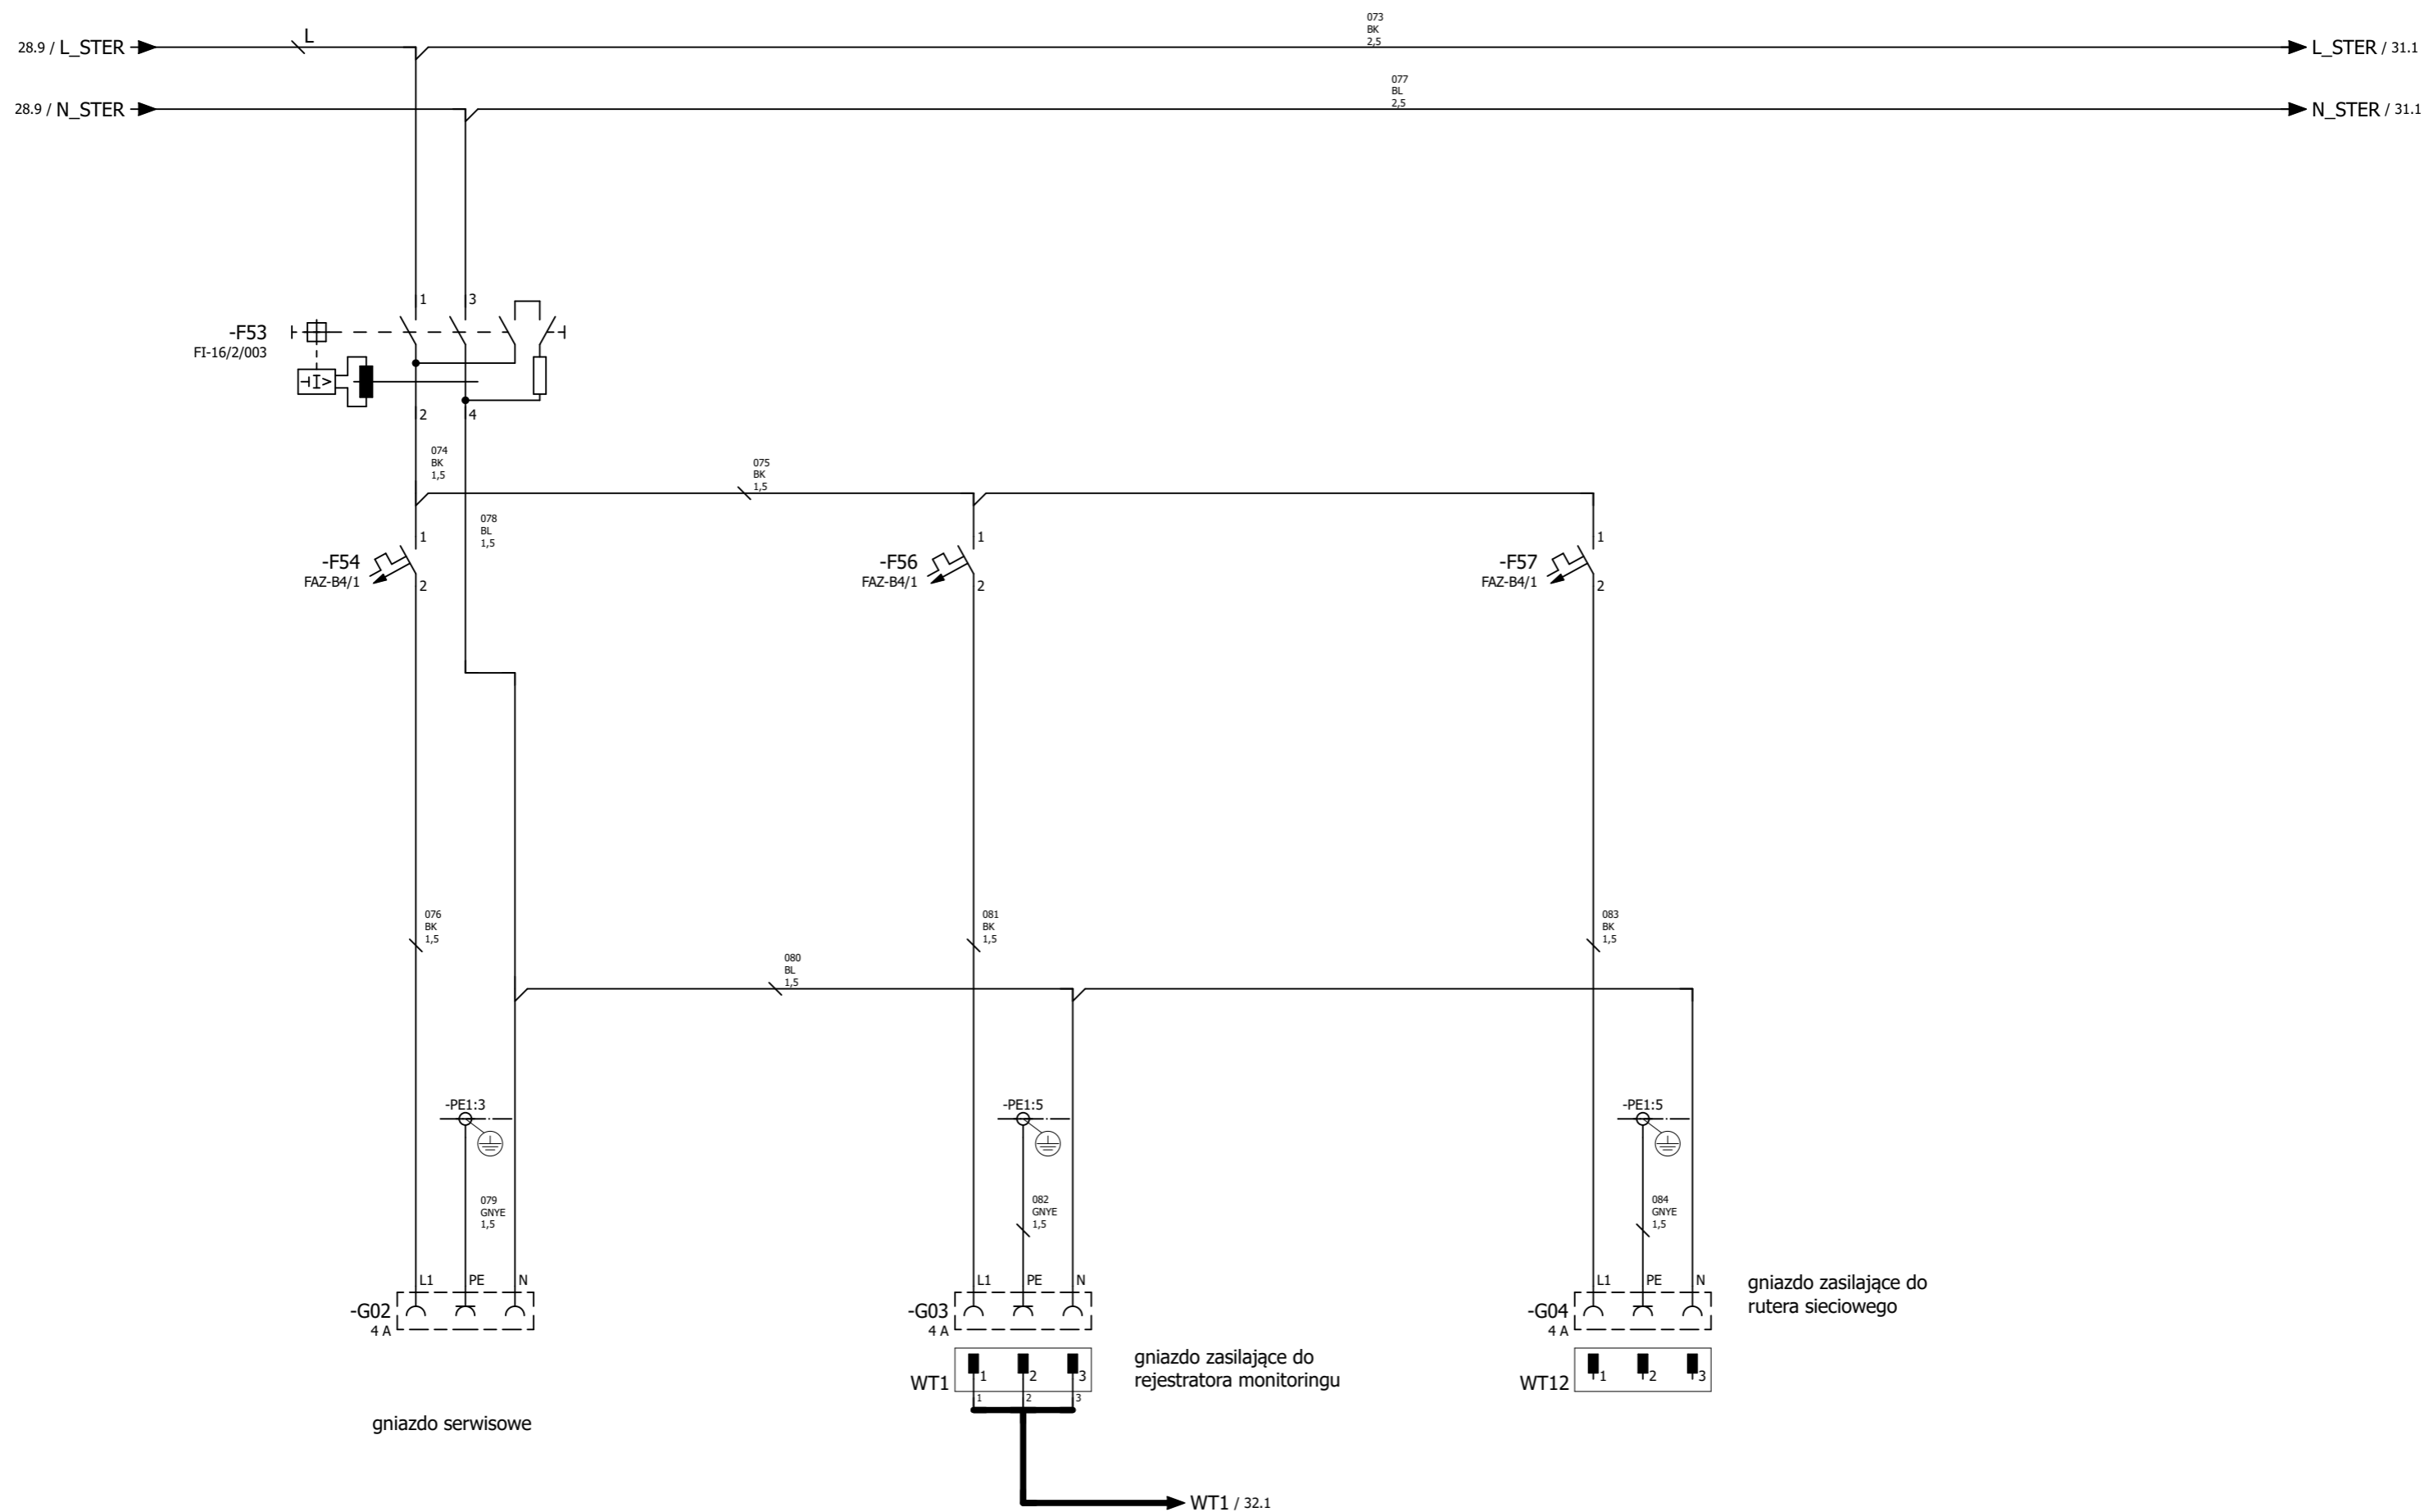 073
BK
2,5
28.9 / L_STER
L
L_STER / 31.1
077
BL
2,5
28.9 / N_STER
N_STER / 31.1
1
3
-F53
FI-16/2/003
I>
2
4
074
BK
1,5
075
BK
1,5
078
BL
1,5
1
-F54
FAZ-B4/1
2
1
-F56
FAZ-B4/1
2
1
-F57
FAZ-B4/1
2
076
BK
1,5
081
BK
1,5
083
BK
1,5
080
BL
1,5
-PE1:3
-PE1:5
-PE1:5
079
GNYE
1,5
082
GNYE
1,5
084
GNYE
1,5
L1 PE N
-G02
4 A
L1 PE N
-G03
4 A
L1 PE N
-G04
4 A
gniazdo zasilające do
rutera sieciowego
WT1
1 2 3
1 2 3
gniazdo zasilające do
rejestratora monitoringu
WT12
1 2 3
gniazdo serwisowe
WT1 / 32.1